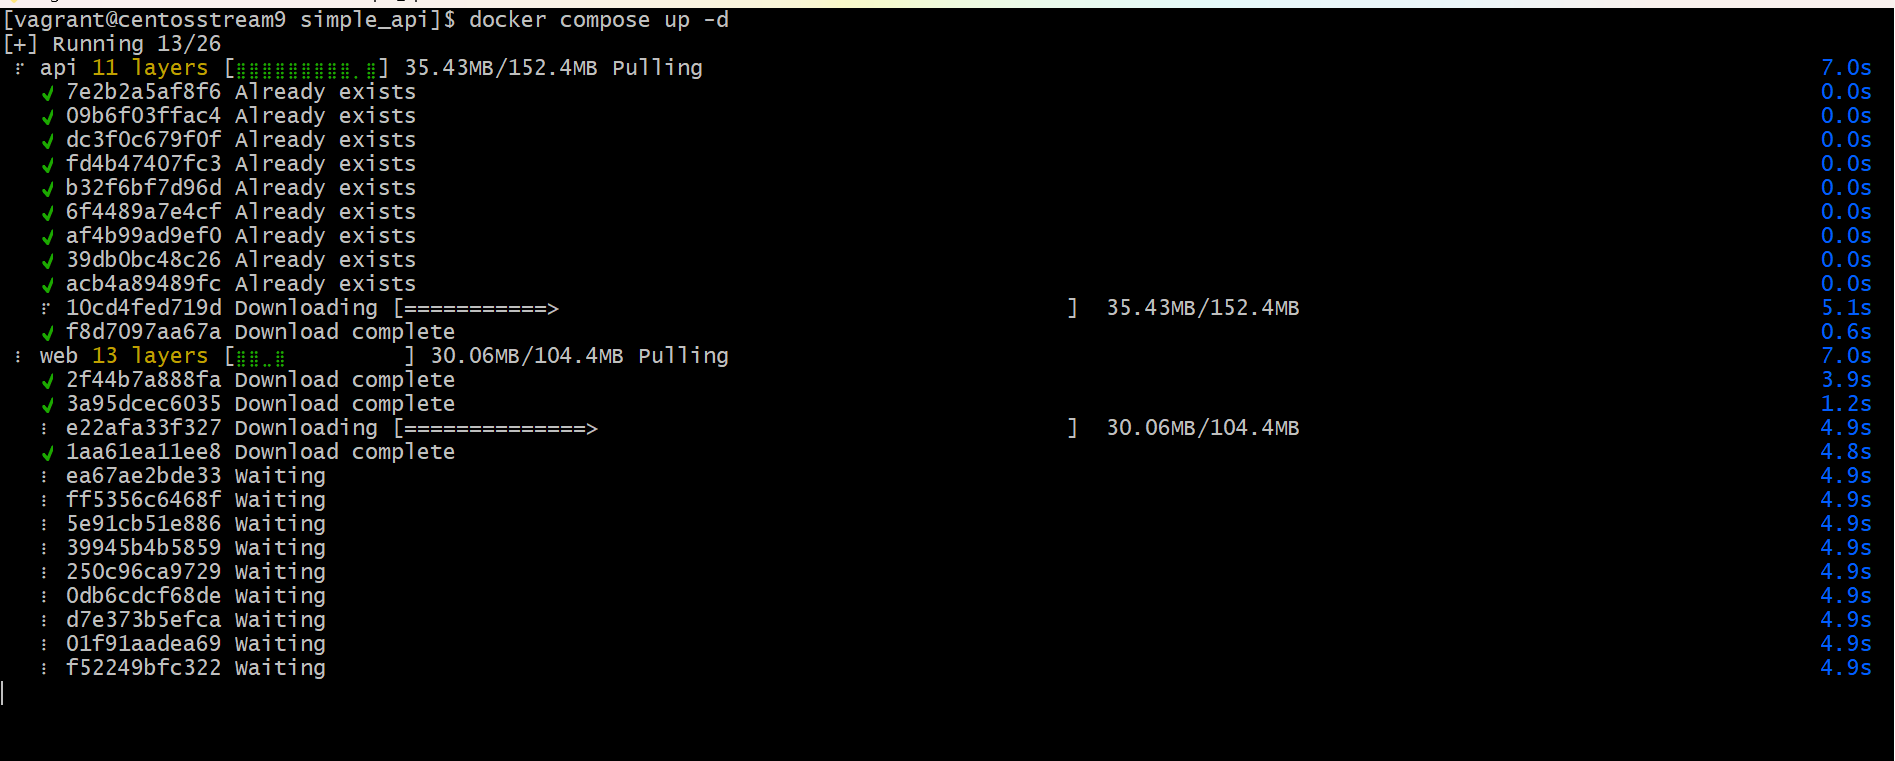 [vagrant@centosstream9 simple_api]$ docker compose up -d
[+] Running 13/26
⠏ api 11 layers [⣿⣿⣿⣿⣿⣿⣿⣿⣿⡀⣿] 35.43MB/152.4MB Pulling 7.0s
✔ 7e2b2a5af8f6 Already exists 0.0s
✔ 09b6f03ffac4 Already exists 0.0s
✔ dc3f0c679f0f Already exists 0.0s
✔ fd4b47407fc3 Already exists 0.0s
✔ b32f6bf7d96d Already exists 0.0s
✔ 6f4489a7e4cf Already exists 0.0s
✔ af4b99ad9ef0 Already exists 0.0s
✔ 39db0bc48c26 Already exists 0.0s
✔ acb4a89489fc Already exists 0.0s
⠏ 10cd4fed719d Downloading [===========> ] 35.43MB/152.4MB 5.1s
✔ f8d7097aa67a Download complete 0.6s
⠸ web 13 layers [⣿⣿⣀⣿ ] 30.06MB/104.4MB Pulling 7.0s
✔ 2f44b7a888fa Download complete 3.9s
✔ 3a95dcec6035 Download complete 1.2s
⠸ e22afa33f327 Downloading [==============> ] 30.06MB/104.4MB 4.9s
✔ 1aa61ea11ee8 Download complete 4.8s
⠸ ea67ae2bde33 Waiting 4.9s
⠸ ff5356c6468f Waiting 4.9s
⠸ 5e91cb51e886 Waiting 4.9s
⠸ 39945b4b5859 Waiting 4.9s
⠸ 250c96ca9729 Waiting 4.9s
⠸ 0db6cdcf68de Waiting 4.9s
⠸ d7e373b5efca Waiting 4.9s
⠸ 01f91aadea69 Waiting 4.9s
⠸ f52249bfc322 Waiting 4.9s